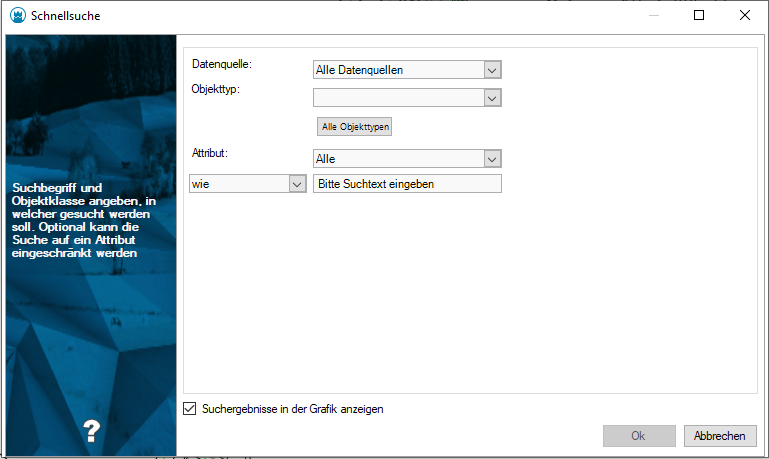 Schnellsuche
Datenquelle:
Alle Datenquellen
Objekttyp:
Alle Objekttypen
Attribut:
Alle
wie
Bitte Suchtext eingeben
Suchbegriff und
Objektklasse angeben, in
welcher gesucht werden
soll. Optional kann die
Suche auf ein Attribut
eingeschränkt werden
?
Suchergebnisse in der Grafik anzeigen
Ok
Abbrechen